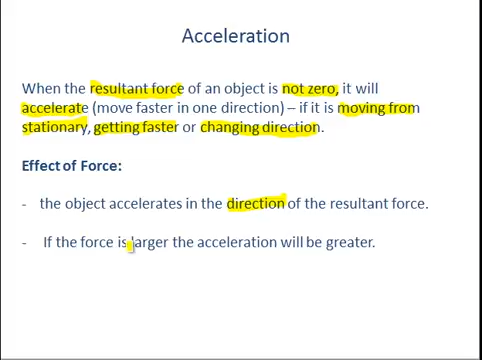 Acceleration
When the resultant force of an object is not zero, it will
accelerate (move faster in one direction) – if it is moving from
stationary, getting faster or changing direction.
Effect of Force:
- the object accelerates in the direction of the resultant force.
- If the force is larger the acceleration will be greater.